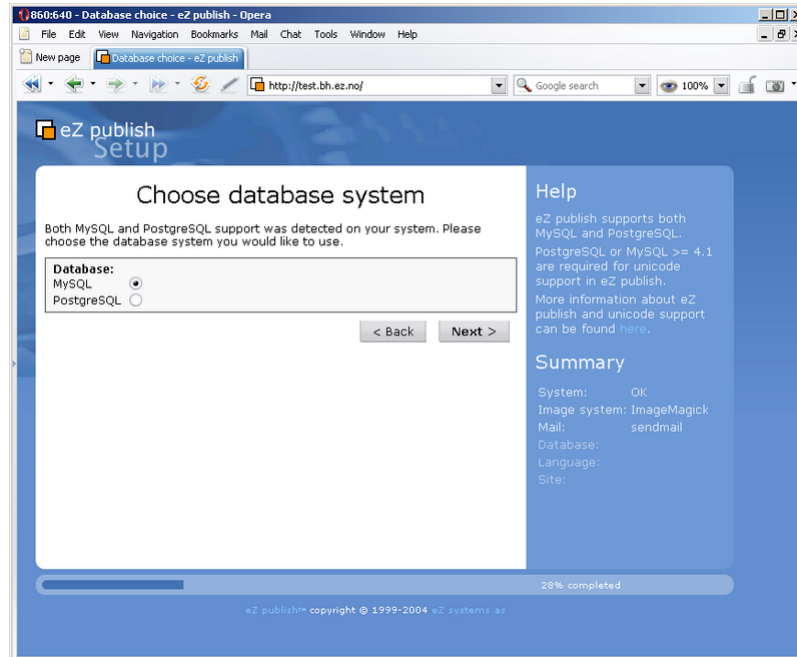 860:640 - Database choice - eZ publish - Opera
File Edit View Navigation Bookmarks Mail Chat Tools Window Help
New page Database choice - eZ publish
http://test.bh.ez.no/ Google search 100%
eZ publish
Setup
Choose database system
Both MySQL and PostgreSQL support was detected on your system. Please
choose the database system you would like to use.
Database:
MySQL
PostgreSQL
< Back Next >
Help
eZ publish supports both
MySQL and PostgreSQL.
PostgreSQL or MySQL >= 4.1
are required for unicode
support in eZ publish.
More information about eZ
publish and unicode support
can be found here.
Summary
System: OK
Image system: ImageMagick
Mail: sendmail
Database:
Language:
Site:
28% completed
eZ publish™ copyright © 1999-2004 eZ systems as